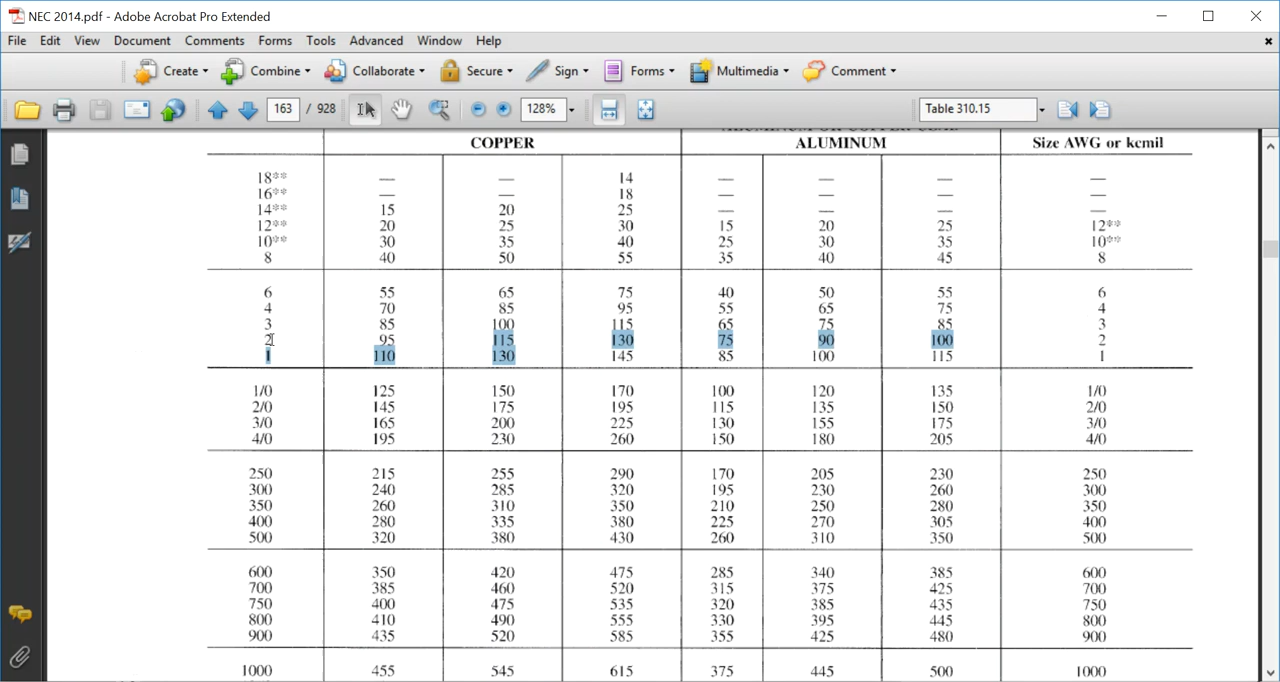 NEC 2014.pdf - Adobe Acrobat Pro Extended
File Edit View Document Comments Forms Tools Advanced Window Help
Create Combine Collaborate Secure Sign Forms Multimedia Comment
163 / 928 128% Table 310.15
ALUMINUM OR COPPER-CLAD
COPPER ALUMINUM Size AWG or kcmil
18** — — 14 — — — —
16** — — 18 — — — —
14** 15 20 25 — — — —
12** 20 25 30 15 20 25 12**
10** 30 35 40 25 30 35 10**
8 40 50 55 35 40 45 8
6 55 65 75 40 50 55 6
4 70 85 95 55 65 75 4
3 85 100 115 65 75 85 3
2 95 115 130 75 90 100 2
1 110 130 145 85 100 115 1
1/0 125 150 170 100 120 135 1/0
2/0 145 175 195 115 135 150 2/0
3/0 165 200 225 130 155 175 3/0
4/0 195 230 260 150 180 205 4/0
250 215 255 290 170 205 230 250
300 240 285 320 195 230 260 300
350 260 310 350 210 250 280 350
400 280 335 380 225 270 305 400
500 320 380 430 260 310 350 500
600 350 420 475 285 340 385 600
700 385 460 520 315 375 425 700
750 400 475 535 320 385 435 750
800 410 490 555 330 395 445 800
900 435 520 585 355 425 480 900
1000 455 545 615 375 445 500 1000